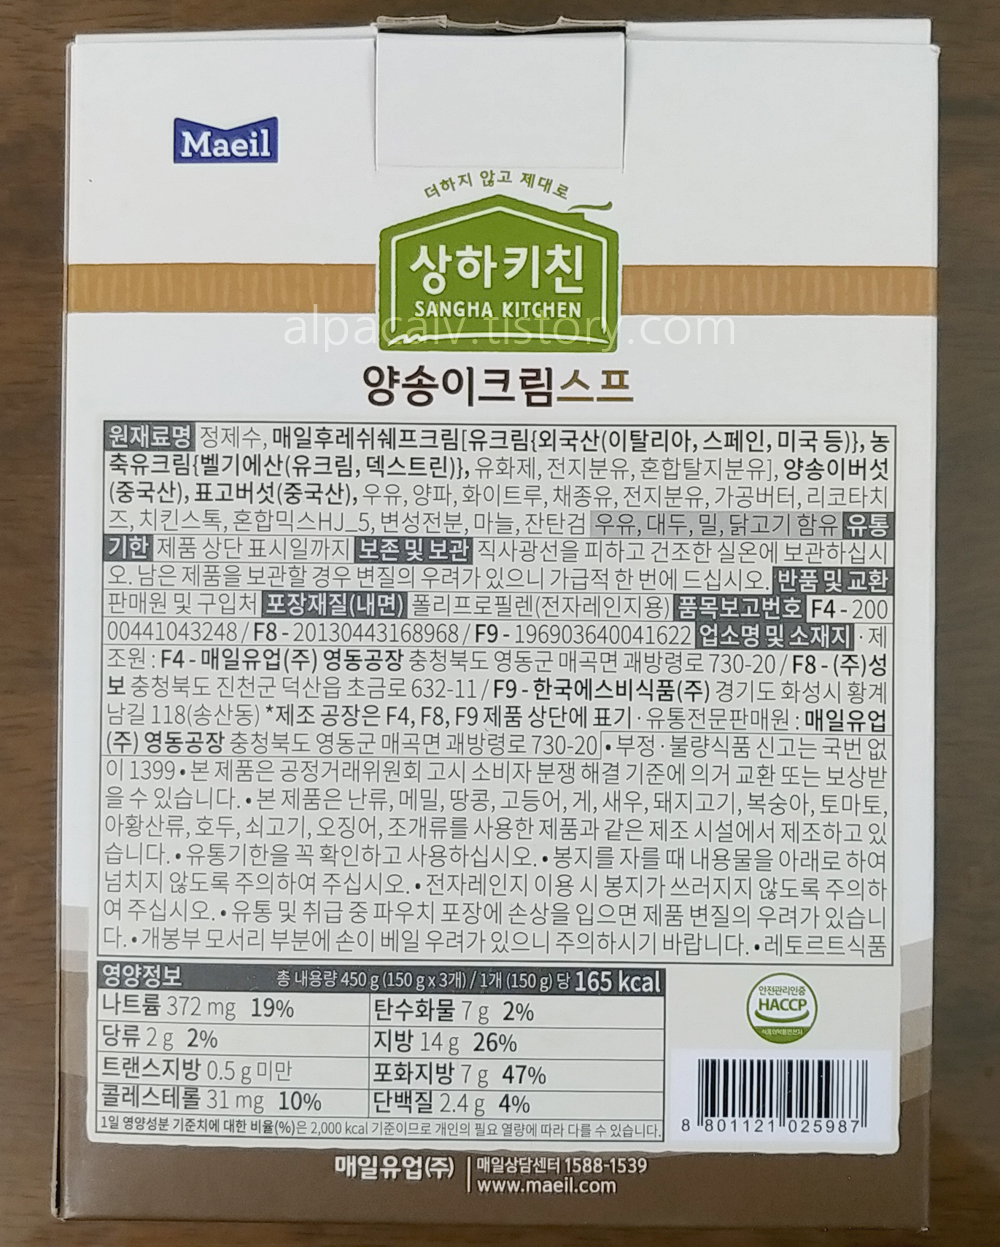 Maeil
더하지 않고 제대로
상하키친
SANGHA KITCHEN
alpacalv.tistory.com
양송이크림스프
원재료명 정제수, 매일후레쉬쉐프크림[유크림{외국산(이탈리아, 스페인, 미국 등)}, 농
축유크림{벨기에산(유크림, 덱스트린)}, 유화제, 전지분유, 혼합탈지분유], 양송이버섯
(중국산), 표고버섯(중국산), 우유, 양파, 화이트루, 채종유, 전지분유, 가공버터, 리코타치
즈, 치킨스톡, 혼합믹스HJ_5, 변성전분, 마늘, 잔탄검 우유, 대두, 밀, 닭고기 함유 유통
기한 제품 상단 표시일까지 보존 및 보관 직사광선을 피하고 건조한 실온에 보관하십시
오. 남은 제품을 보관할 경우 변질의 우려가 있으니 가급적 한 번에 드십시오. 반품 및 교환
판매원 및 구입처 포장재질(내면) 폴리프로필렌(전자레인지용) 품목보고번호 F4 - 200
00441043248 / F8 - 20130443168968 / F9 - 196903640041622 업소명 및 소재지 · 제
조원 : F4 - 매일유업(주) 영동공장 충청북도 영동군 매곡면 괘방령로 730-20 / F8 - (주)성
보 충청북도 진천군 덕산읍 초금로 632-11 / F9 - 한국에스비식품(주) 경기도 화성시 황계
남길 118(송산동) *제조 공장은 F4, F8, F9 제품 상단에 표기 · 유통전문판매원 : 매일유업
(주) 영동공장 충청북도 영동군 매곡면 괘방령로 730-20 • 부정 · 불량식품 신고는 국번 없
이 1399 • 본 제품은 공정거래위원회 고시 소비자 분쟁 해결 기준에 의거 교환 또는 보상받
을 수 있습니다. • 본 제품은 난류, 메밀, 땅콩, 고등어, 게, 새우, 돼지고기, 복숭아, 토마토,
아황산류, 호두, 쇠고기, 오징어, 조개류를 사용한 제품과 같은 제조 시설에서 제조하고 있
습니다. • 유통기한을 꼭 확인하고 사용하십시오. • 봉지를 자를 때 내용물을 아래로 하여
넘치지 않도록 주의하여 주십시오. • 전자레인지 이용 시 봉지가 쓰러지지 않도록 주의하
여 주십시오. • 유통 및 취급 중 파우치 포장에 손상을 입으면 제품 변질의 우려가 있습니
다. • 개봉부 모서리 부분에 손이 베일 우려가 있으니 주의하시기 바랍니다. • 레토르트식품
영양정보 총 내용량 450 g (150 g x 3개) / 1개 (150 g) 당 165 kcal
나트륨 372 mg 19% 탄수화물 7 g 2%
당류 2 g 2% 지방 14 g 26%
트랜스지방 0.5 g 미만 포화지방 7 g 47%
콜레스테롤 31 mg 10% 단백질 2.4 g 4%
1일 영양성분 기준치에 대한 비율(%)은 2,000 kcal 기준이므로 개인의 필요 열량에 따라 다를 수 있습니다.
안전관리인증
HACCP
식품의약품안전처
8 801121 025987
매일유업(주) 매일상담센터 1588-1539
www.maeil.com